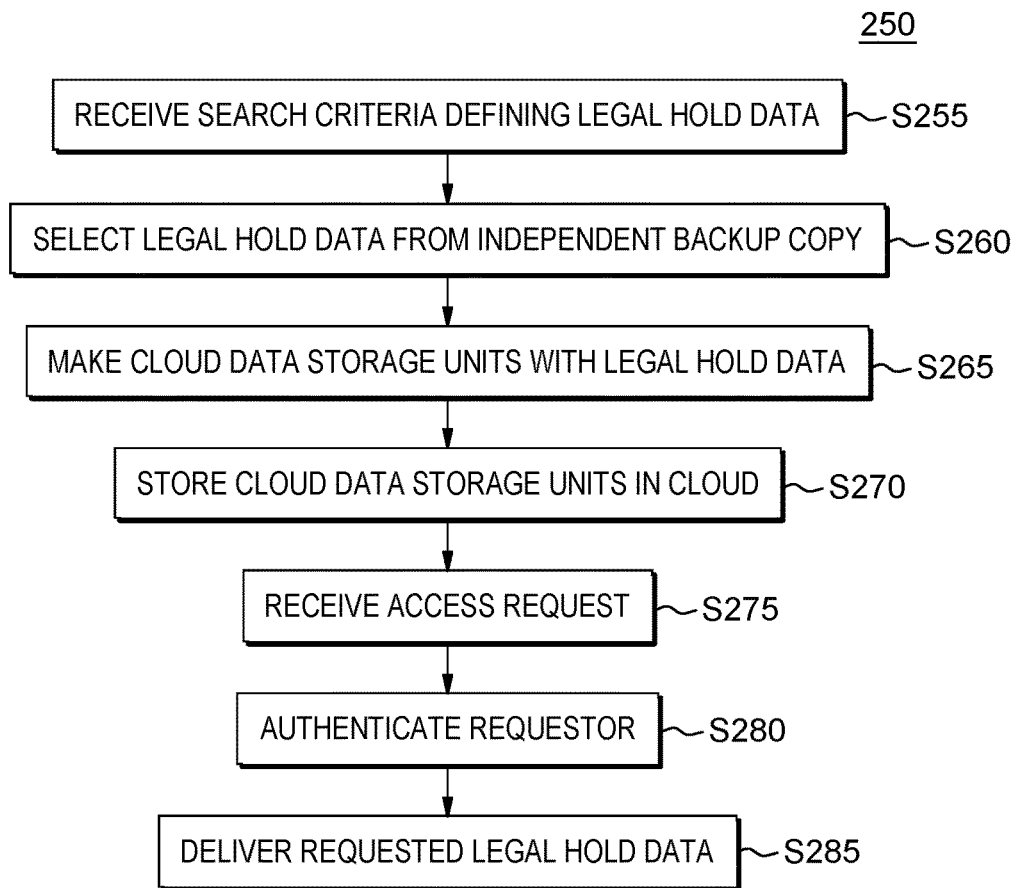 250
RECEIVE SEARCH CRITERIA DEFINING LEGAL HOLD DATA S255
SELECT LEGAL HOLD DATA FROM INDEPENDENT BACKUP COPY S260
MAKE CLOUD DATA STORAGE UNITS WITH LEGAL HOLD DATA S265
STORE CLOUD DATA STORAGE UNITS IN CLOUD S270
RECEIVE ACCESS REQUEST S275
AUTHENTICATE REQUESTOR S280
DELIVER REQUESTED LEGAL HOLD DATA S285